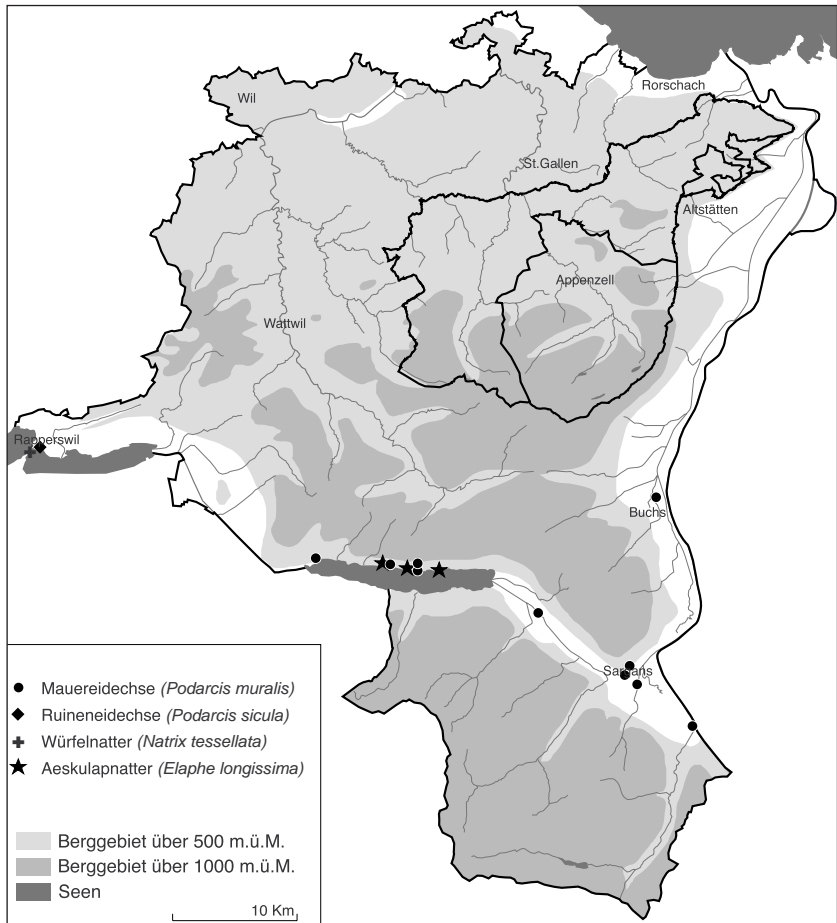 Rorschach
Wil
St.Gallen
Altstätten
Appenzell
Wattwil
Rapperswil
Buchs
Sargans
Mauereidechse (Podarcis muralis)
Ruineneidechse (Podarcis sicula)
Würfelnatter (Natrix tessellata)
Aeskulapnatter (Elaphe longissima)
Berggebiet über 500 m.ü.M.
Berggebiet über 1000 m.ü.M.
Seen
10 Km